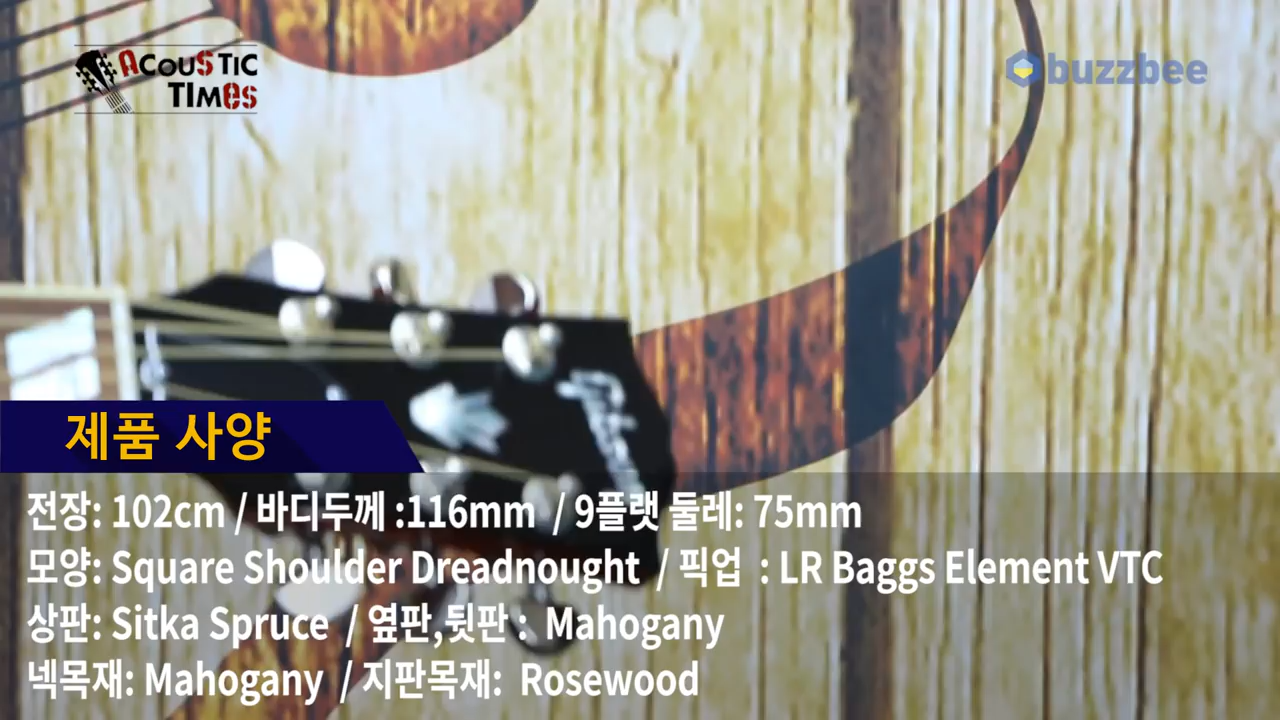 ACOUSTIC
TIMES
buzzbee
Gibson
제품 사양
전장: 102cm / 바디두께 :116mm / 9플랫 둘레: 75mm
모양: Square Shoulder Dreadnought / 픽업 : LR Baggs Element VTC
상판: Sitka Spruce / 옆판,뒷판 : Mahogany
넥목재: Mahogany / 지판목재: Rosewood